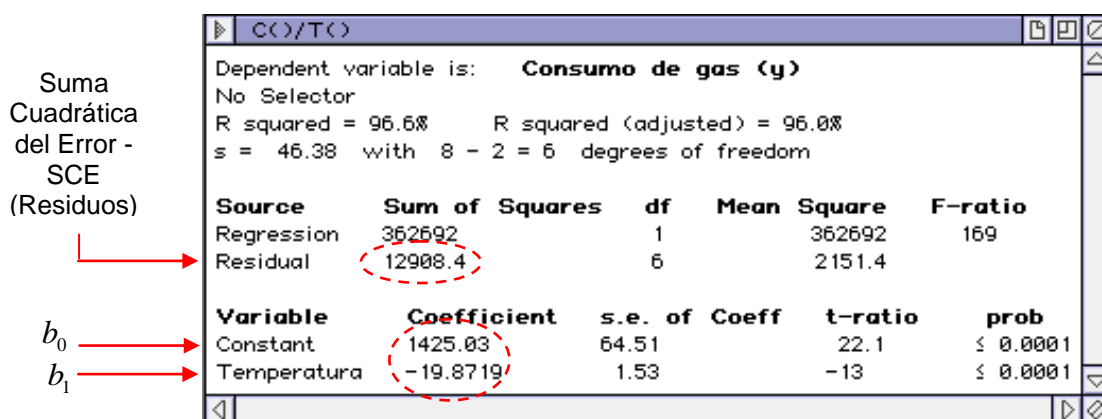 C()/T()
Dependent variable is: Consumo de gas (y)
No Selector
R squared = 96.6% R squared (adjusted) = 96.0%
s = 46.38 with 8 - 2 = 6 degrees of freedom
Suma
Cuadrática
del Error -
SCE
(Residuos)
Source Sum of Squares df Mean Square F-ratio
Regression 362692 1 362692 169
Residual 12908.4 6 2151.4
Variable Coefficient s.e. of Coeff t-ratio prob
b0 Constant 1425.03 64.51 22.1 ≤ 0.0001
b1 Temperatura -19.8719 1.53 -13 ≤ 0.0001